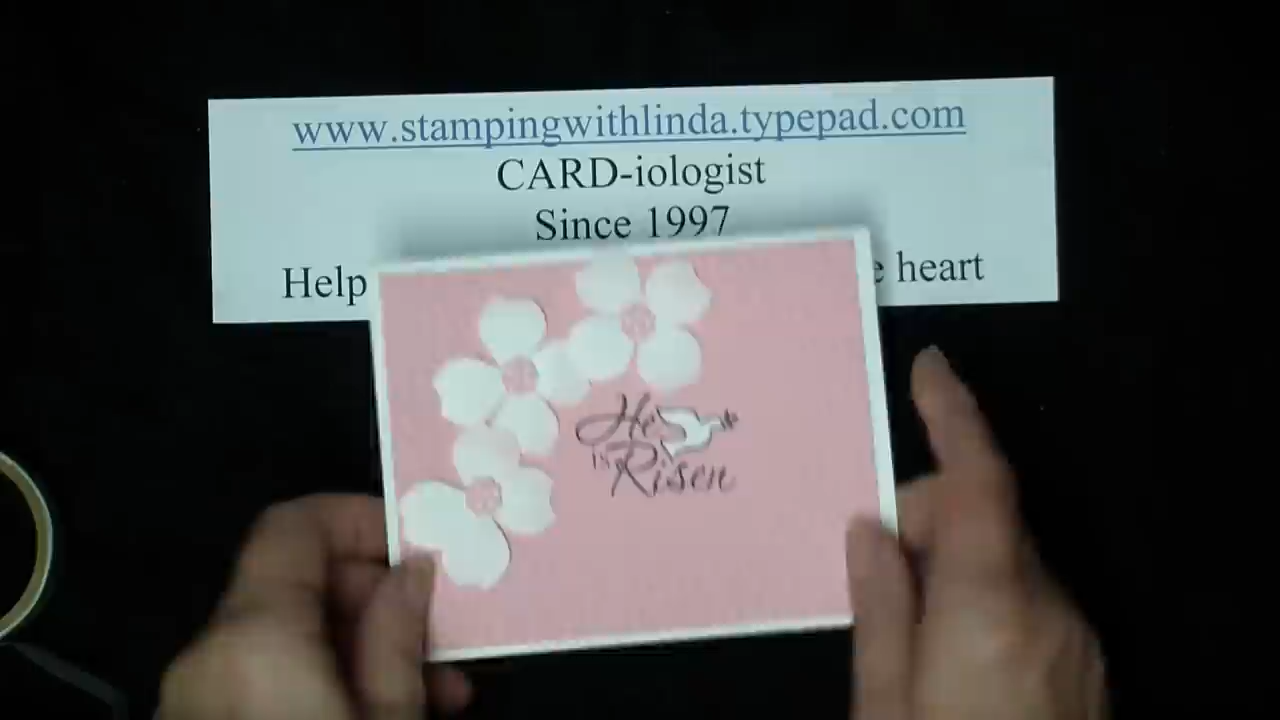 www.stampingwithlinda.typepad.com
CARD-iologist
Since 1997
Help heart
He
is
Risen